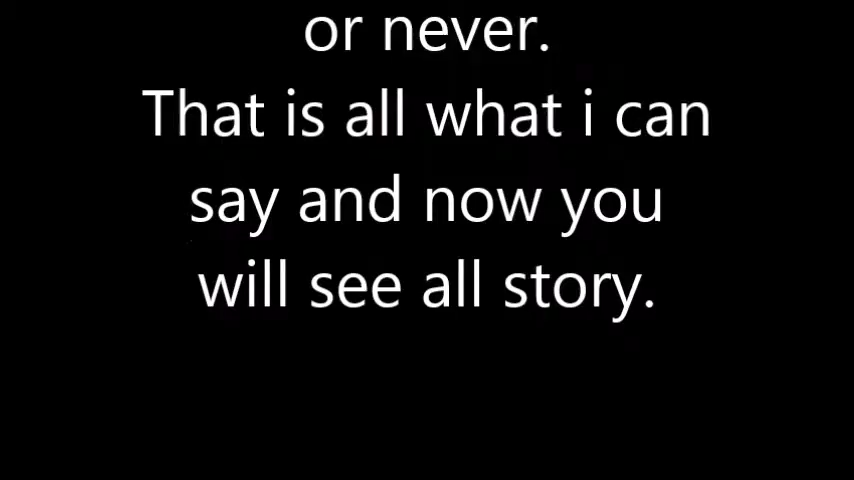 or never.
That is all what i can
say and now you
will see all story.